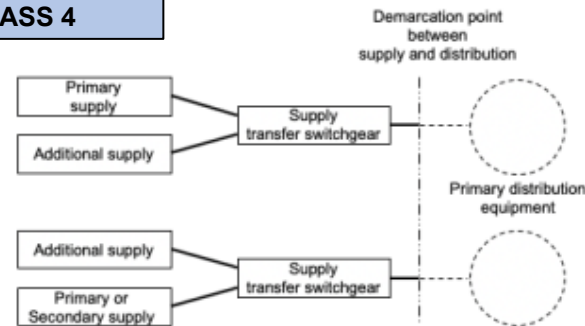 ASS 4
Demarcation point
between
supply and distribution
Primary
supply
Supply
transfer switchgear
Additional supply
Primary distribution
equipment
Additional supply
Supply
transfer switchgear
Primary or
Secondary supply